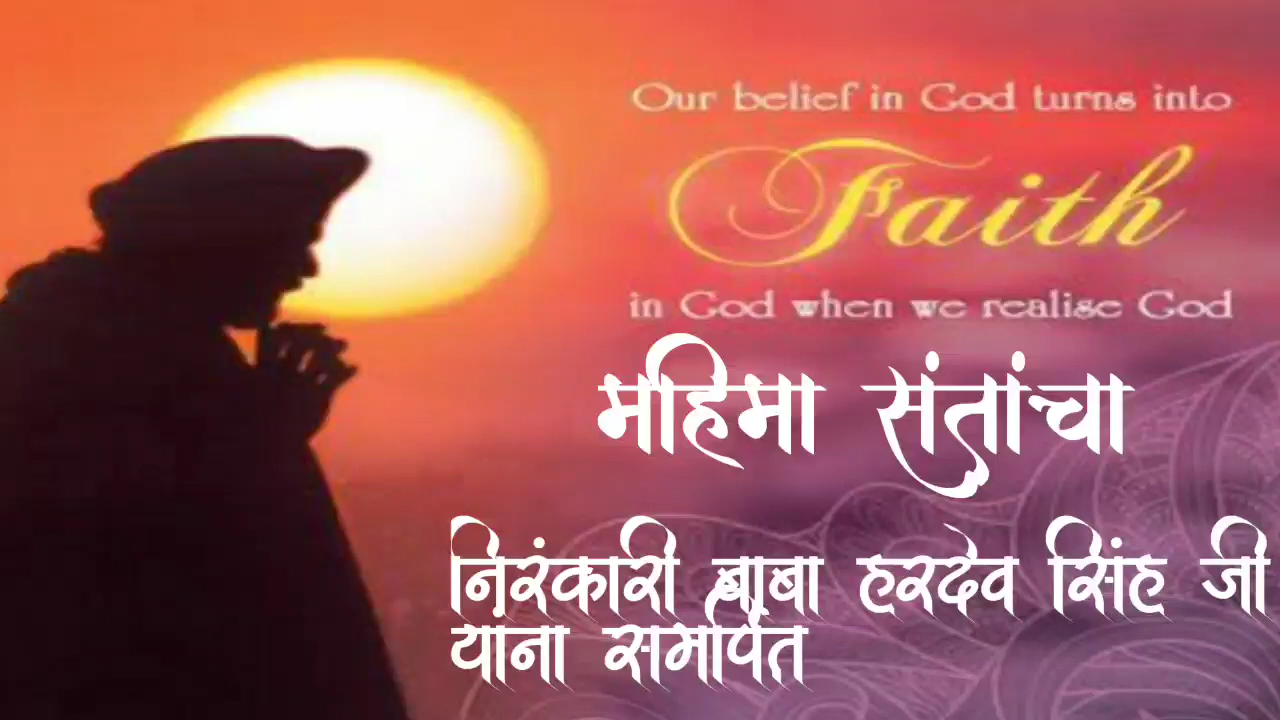 Our belief in God turns into
Faith
in God when we realise God
महिमा संतांचा
निरंकारी बाबा हरदेव सिंह जी
यांना समर्पित